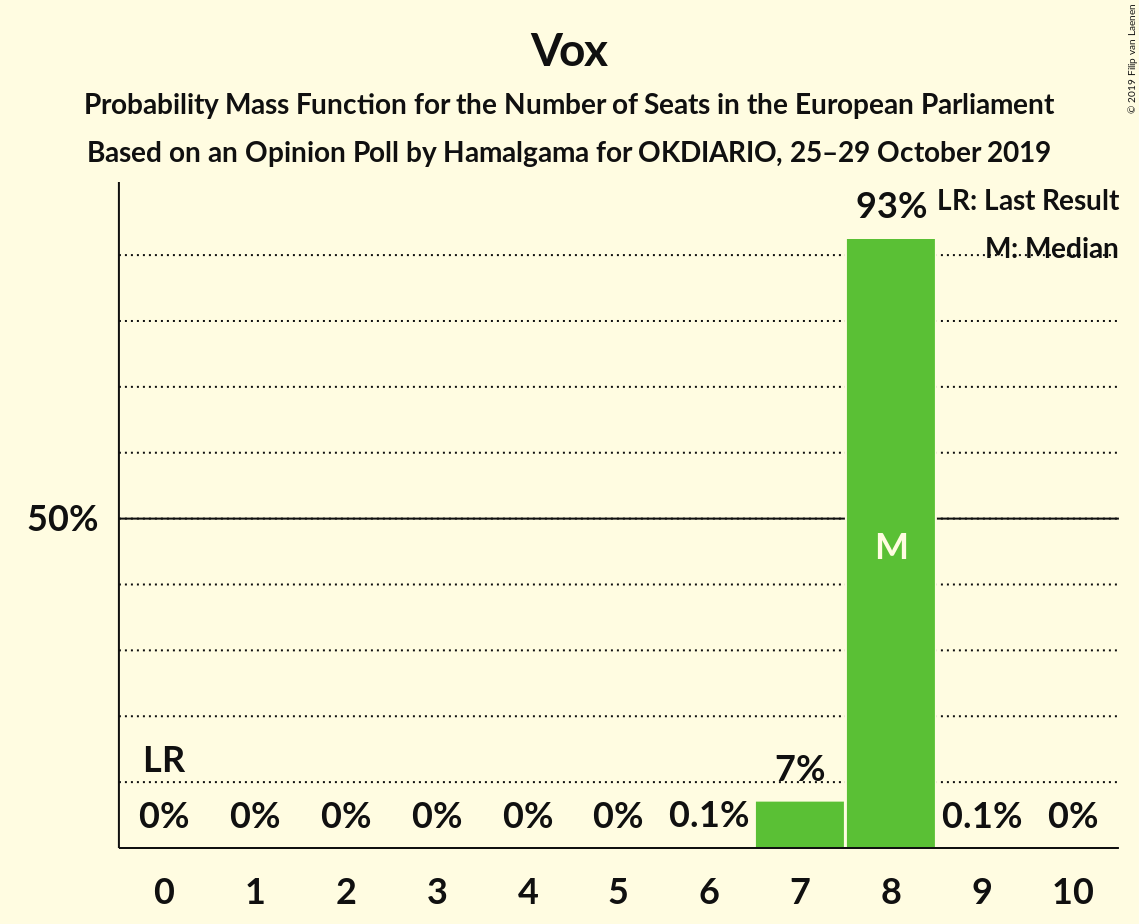 Vox
Probability Mass Function for the Number of Seats in the European Parliament
Based on an Opinion Poll by Hamalgama for OKDIARIO, 25–29 October 2019
© 2019 Filip van Laenen
LR: Last Result
M: Median
93%
50%
M
LR
7%
0% 0% 0% 0% 0% 0% 0.1% 0.1% 0%
0 1 2 3 4 5 6 7 8 9 10